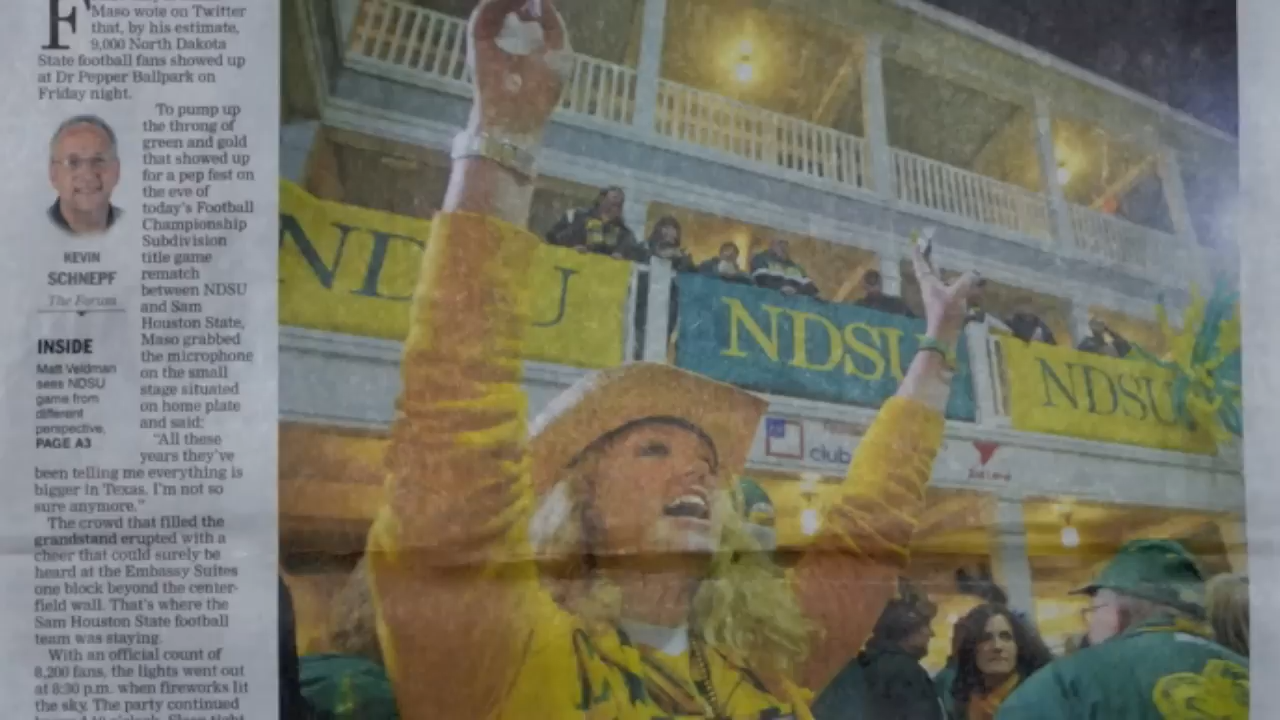 F
Maso wrote on Twitter
that, by his estimate,
9,000 North Dakota
State football fans showed up
at Dr Pepper Ballpark on
Friday night.
To pump up
the throng of
green and gold
that showed up
for a pep fest on
the eve of
today's Football
Championship
Subdivision
title game
rematch
between NDSU
and Sam
Houston State,
Maso grabbed
the microphone
on the small
stage situated
on home plate
and said:
"All these
years they've
been telling me everything is
bigger in Texas. I'm not so
sure anymore."
The crowd that filled the
grandstand erupted with a
cheer that could surely be
heard at the Embassy Suites
one block beyond the center-
field wall. That's where the
Sam Houston State football
team was staying.
With an official count of
8,200 fans, the lights went out
at 8:30 p.m. when fireworks lit
the sky. The party continued
KEVIN
SCHNEPF
The Forum
INSIDE
Matt Veldman
sees NDSU
game from
different
perspective.
PAGE A3
ND U
NDSU
NDSU
club